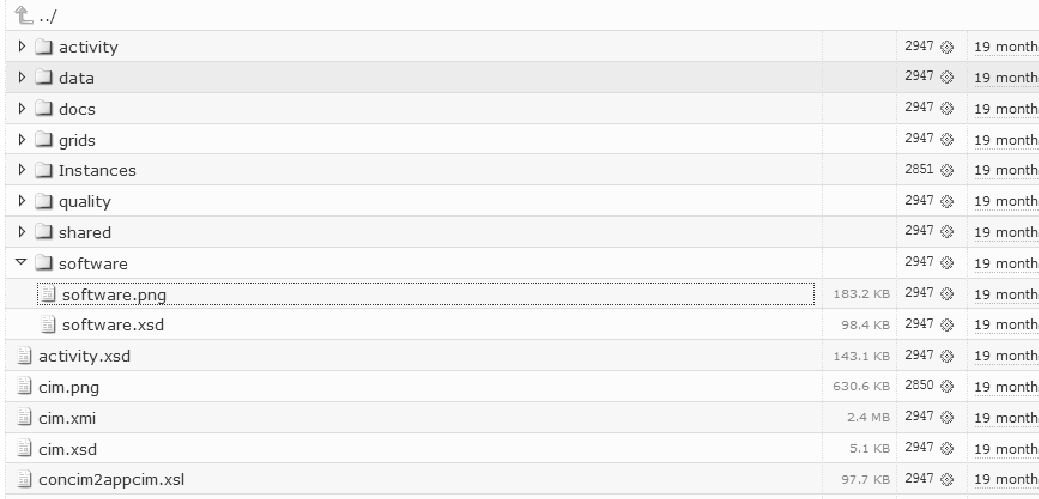 ../
activity 2947 19 month
data 2947 19 month
docs 2947 19 month
grids 2947 19 month
Instances 2851 19 month
quality 2947 19 month
shared 2947 19 month
software 2947 19 month
software.png 183.2 KB 2947 19 month
software.xsd 98.4 KB 2947 19 month
activity.xsd 143.1 KB 2947 19 month
cim.png 630.6 KB 2850 19 month
cim.xmi 2.4 MB 2947 19 month
cim.xsd 5.1 KB 2947 19 month
concim2appcim.xsl 97.7 KB 2947 19 month